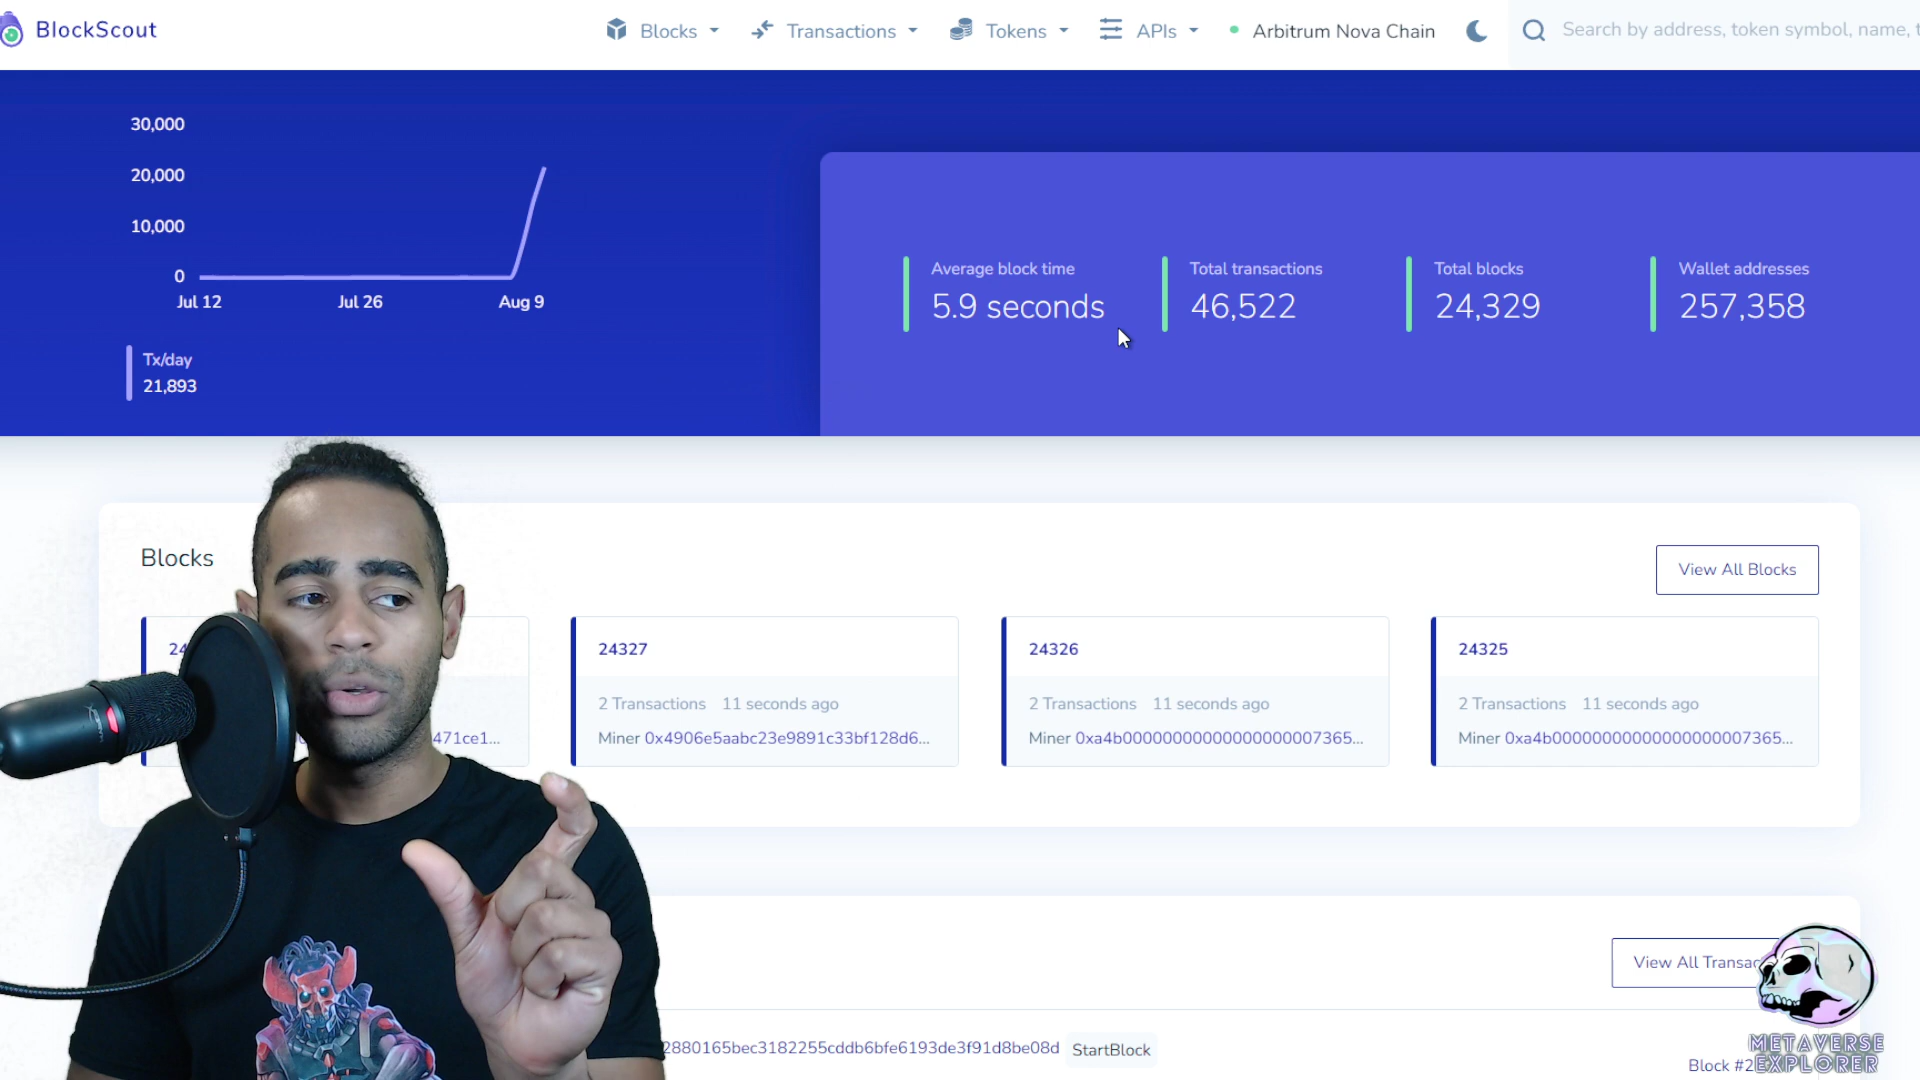 BlockScout
Blocks
Transactions
Tokens
APIs
Arbitrum Nova Chain
Search by address, token symbol, name,
30,000
20,000
10,000
0
Jul 12
Jul 26
Aug 9
Tx/day
21,893
Average block time
5.9 seconds
Total transactions
46,522
Total blocks
24,329
Wallet addresses
257,358
Blocks
View All Blocks
24327
2 Transactions 11 seconds ago
Miner 0x4906e5aabc23e9891c33bf128d6...
24326
2 Transactions 11 seconds ago
Miner 0xa4b000000000000000000007365...
24325
2 Transactions 11 seconds ago
Miner 0xa4b000000000000000000007365...
471ce1...
View All Transac
2880165bec3182255cddb6bfe6193de3f91d8be08d
StartBlock
Block #2
METAVERSE
EXPLORER